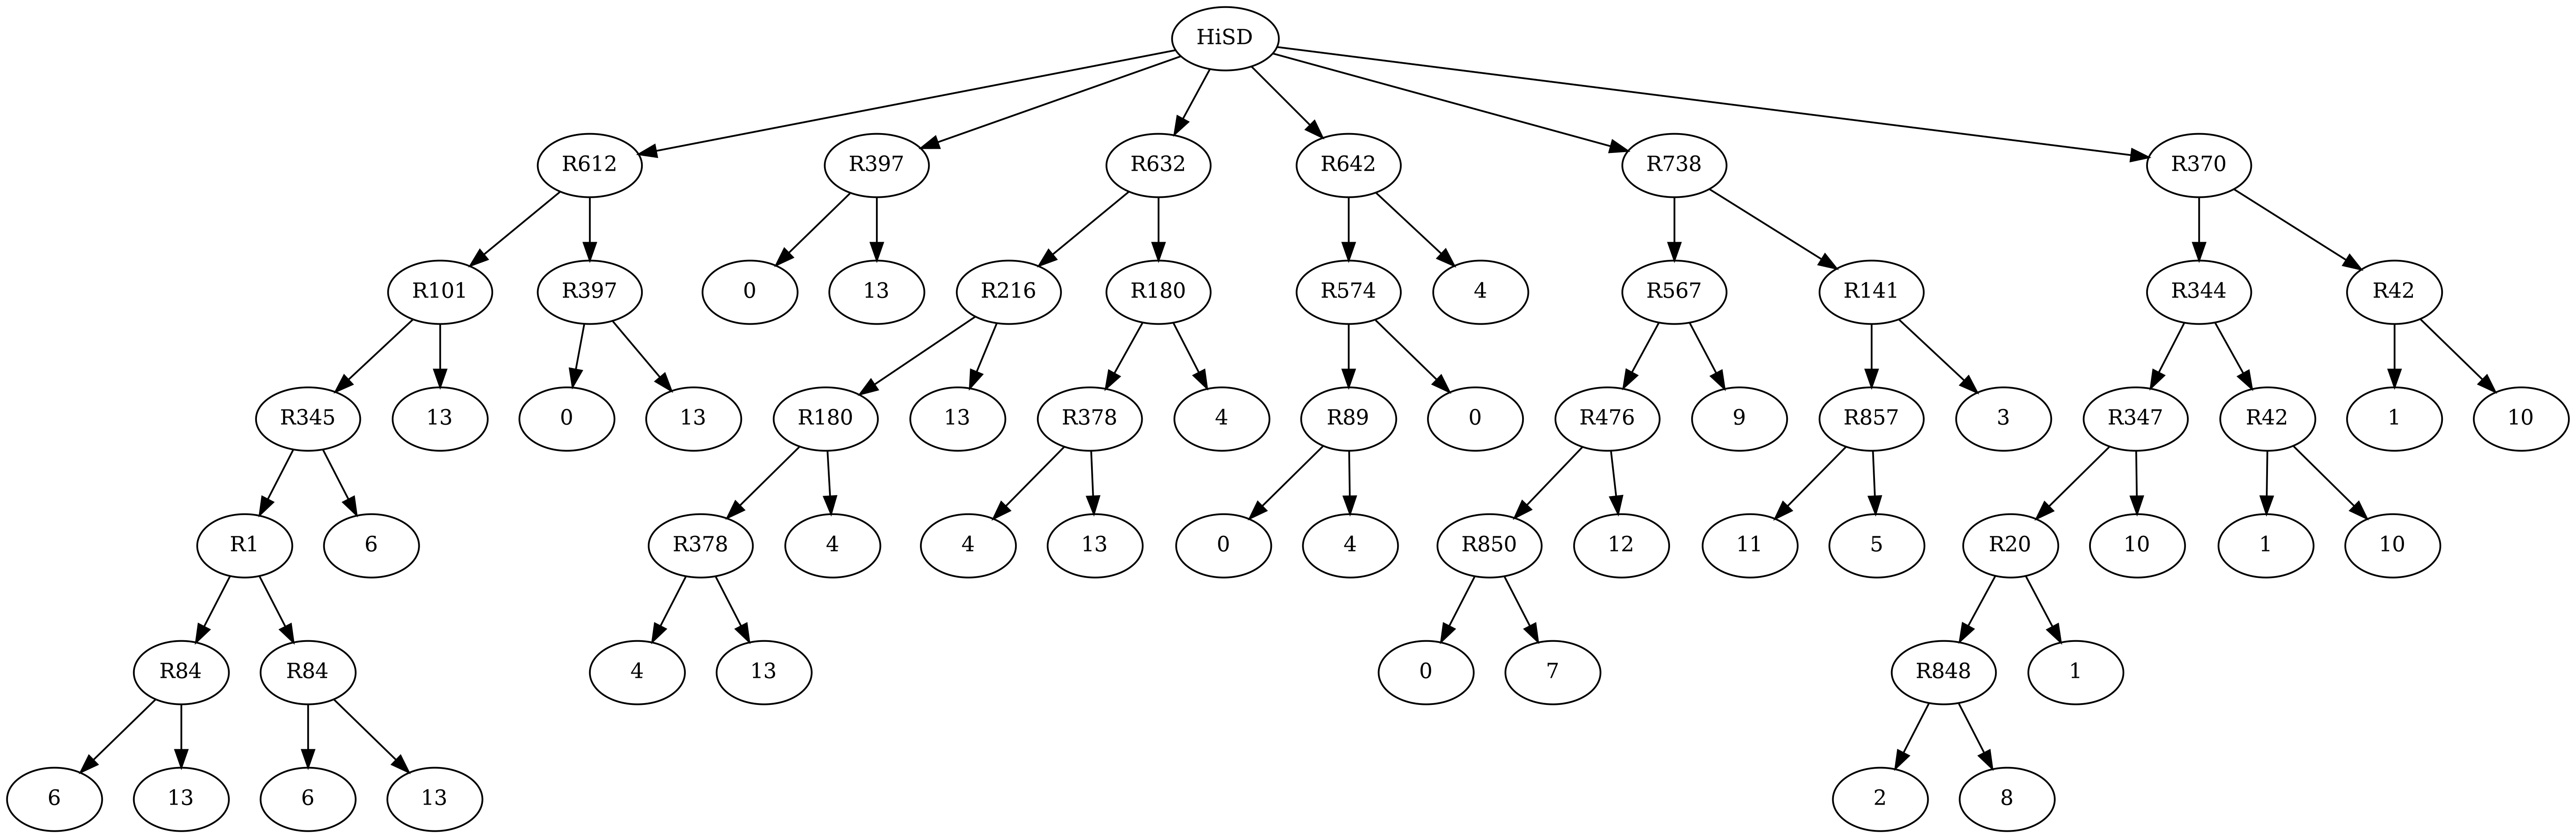 HiSD
R612 R397 R632 R642 R738 R370
R101 R397 0 13 R216 R180 R574 4 R567 R141 R344 R42
R345 13 0 13 R180 13 R378 4 R89 0 R476 9 R857 3 R347 R42 1 10
R1 6 R378 4 4 13 0 4 R850 12 11 5 R20 10 1 10
R84 R84 4 13 0 7 R848 1
6 13 6 13 2 8